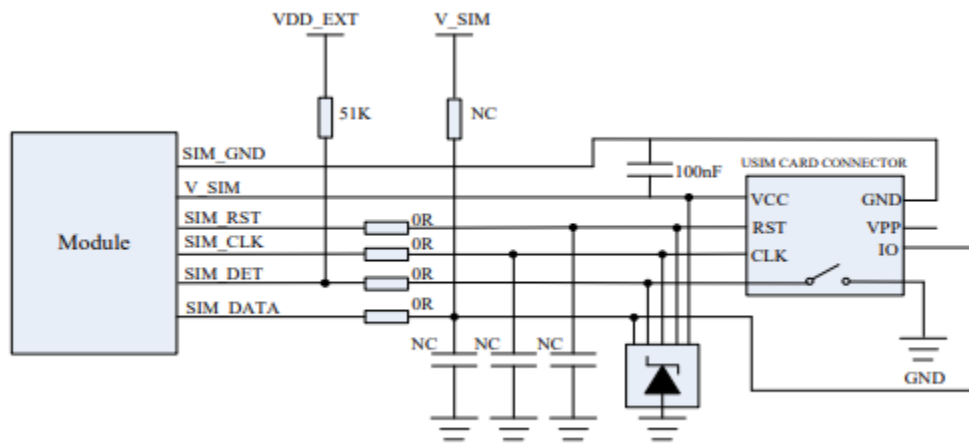 VDD_EXT
V_SIM
51K
NC
SIM_GND
V_SIM
SIM_RST
SIM_CLK
SIM_DET
SIM_DATA
Module
0R
0R
0R
0R
100nF
USIM CARD CONNECTOR
VCC
GND
RST
VPP
CLK
IO
NC
NC
NC
GND